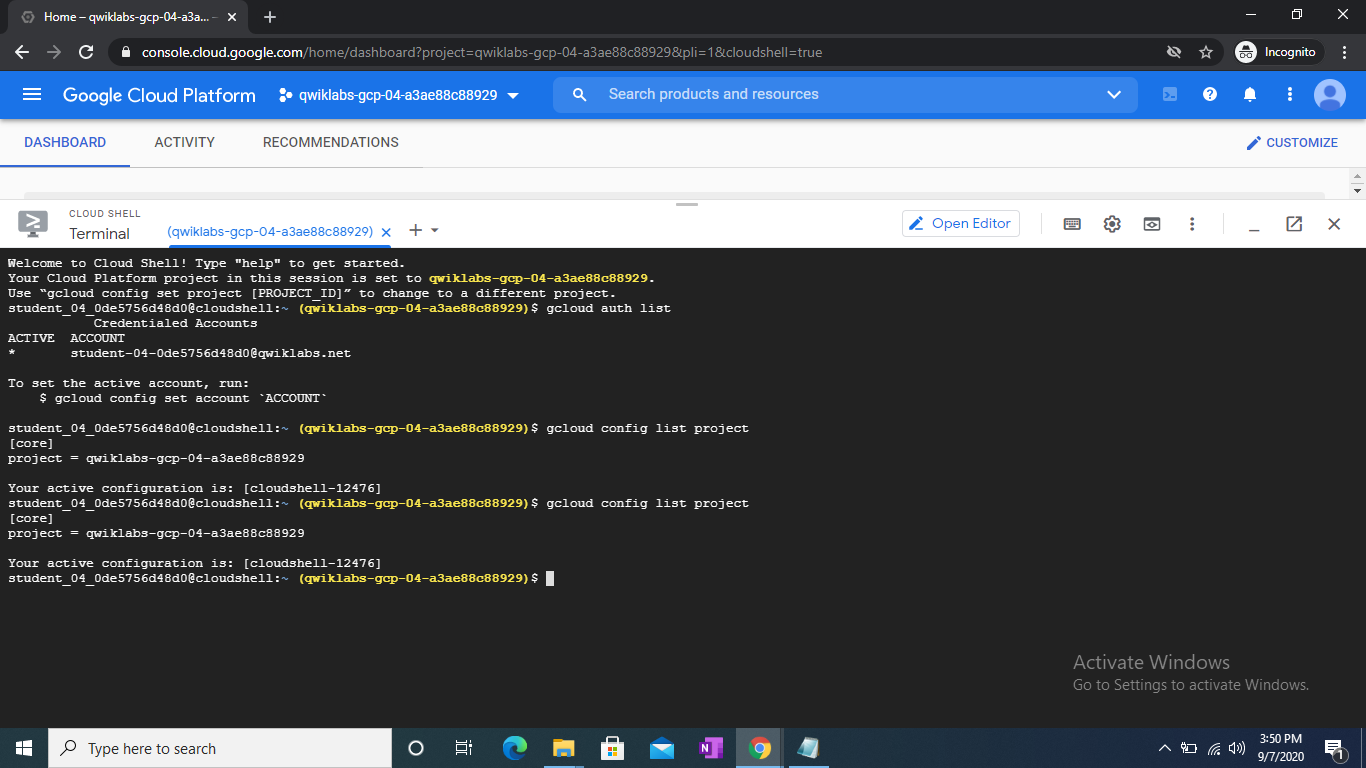 Home – qwiklabs-gcp-04-a3a...
console.cloud.google.com/home/dashboard?project=qwiklabs-gcp-04-a3ae88c88929&pli=1&cloudshell=true
Incognito
Google Cloud Platform
qwiklabs-gcp-04-a3ae88c88929
Search products and resources
DASHBOARD
ACTIVITY
RECOMMENDATIONS
CUSTOMIZE
CLOUD SHELL
Terminal
(qwiklabs-gcp-04-a3ae88c88929)
Open Editor
Welcome to Cloud Shell! Type "help" to get started.
Your Cloud Platform project in this session is set to qwiklabs-gcp-04-a3ae88c88929.
Use “gcloud config set project [PROJECT_ID]” to change to a different project.
student_04_0de5756d48d0@cloudshell:~ (qwiklabs-gcp-04-a3ae88c88929)$ gcloud auth list
Credentialed Accounts
ACTIVE  ACCOUNT
*       student-04-0de5756d48d0@qwiklabs.net
To set the active account, run:
$ gcloud config set account `ACCOUNT`
student_04_0de5756d48d0@cloudshell:~ (qwiklabs-gcp-04-a3ae88c88929)$ gcloud config list project
[core]
project = qwiklabs-gcp-04-a3ae88c88929
Your active configuration is: [cloudshell-12476]
student_04_0de5756d48d0@cloudshell:~ (qwiklabs-gcp-04-a3ae88c88929)$ gcloud config list project
[core]
project = qwiklabs-gcp-04-a3ae88c88929
Your active configuration is: [cloudshell-12476]
student_04_0de5756d48d0@cloudshell:~ (qwiklabs-gcp-04-a3ae88c88929)$
Activate Windows
Go to Settings to activate Windows.
Type here to search
N
3:50 PM
9/7/2020
1